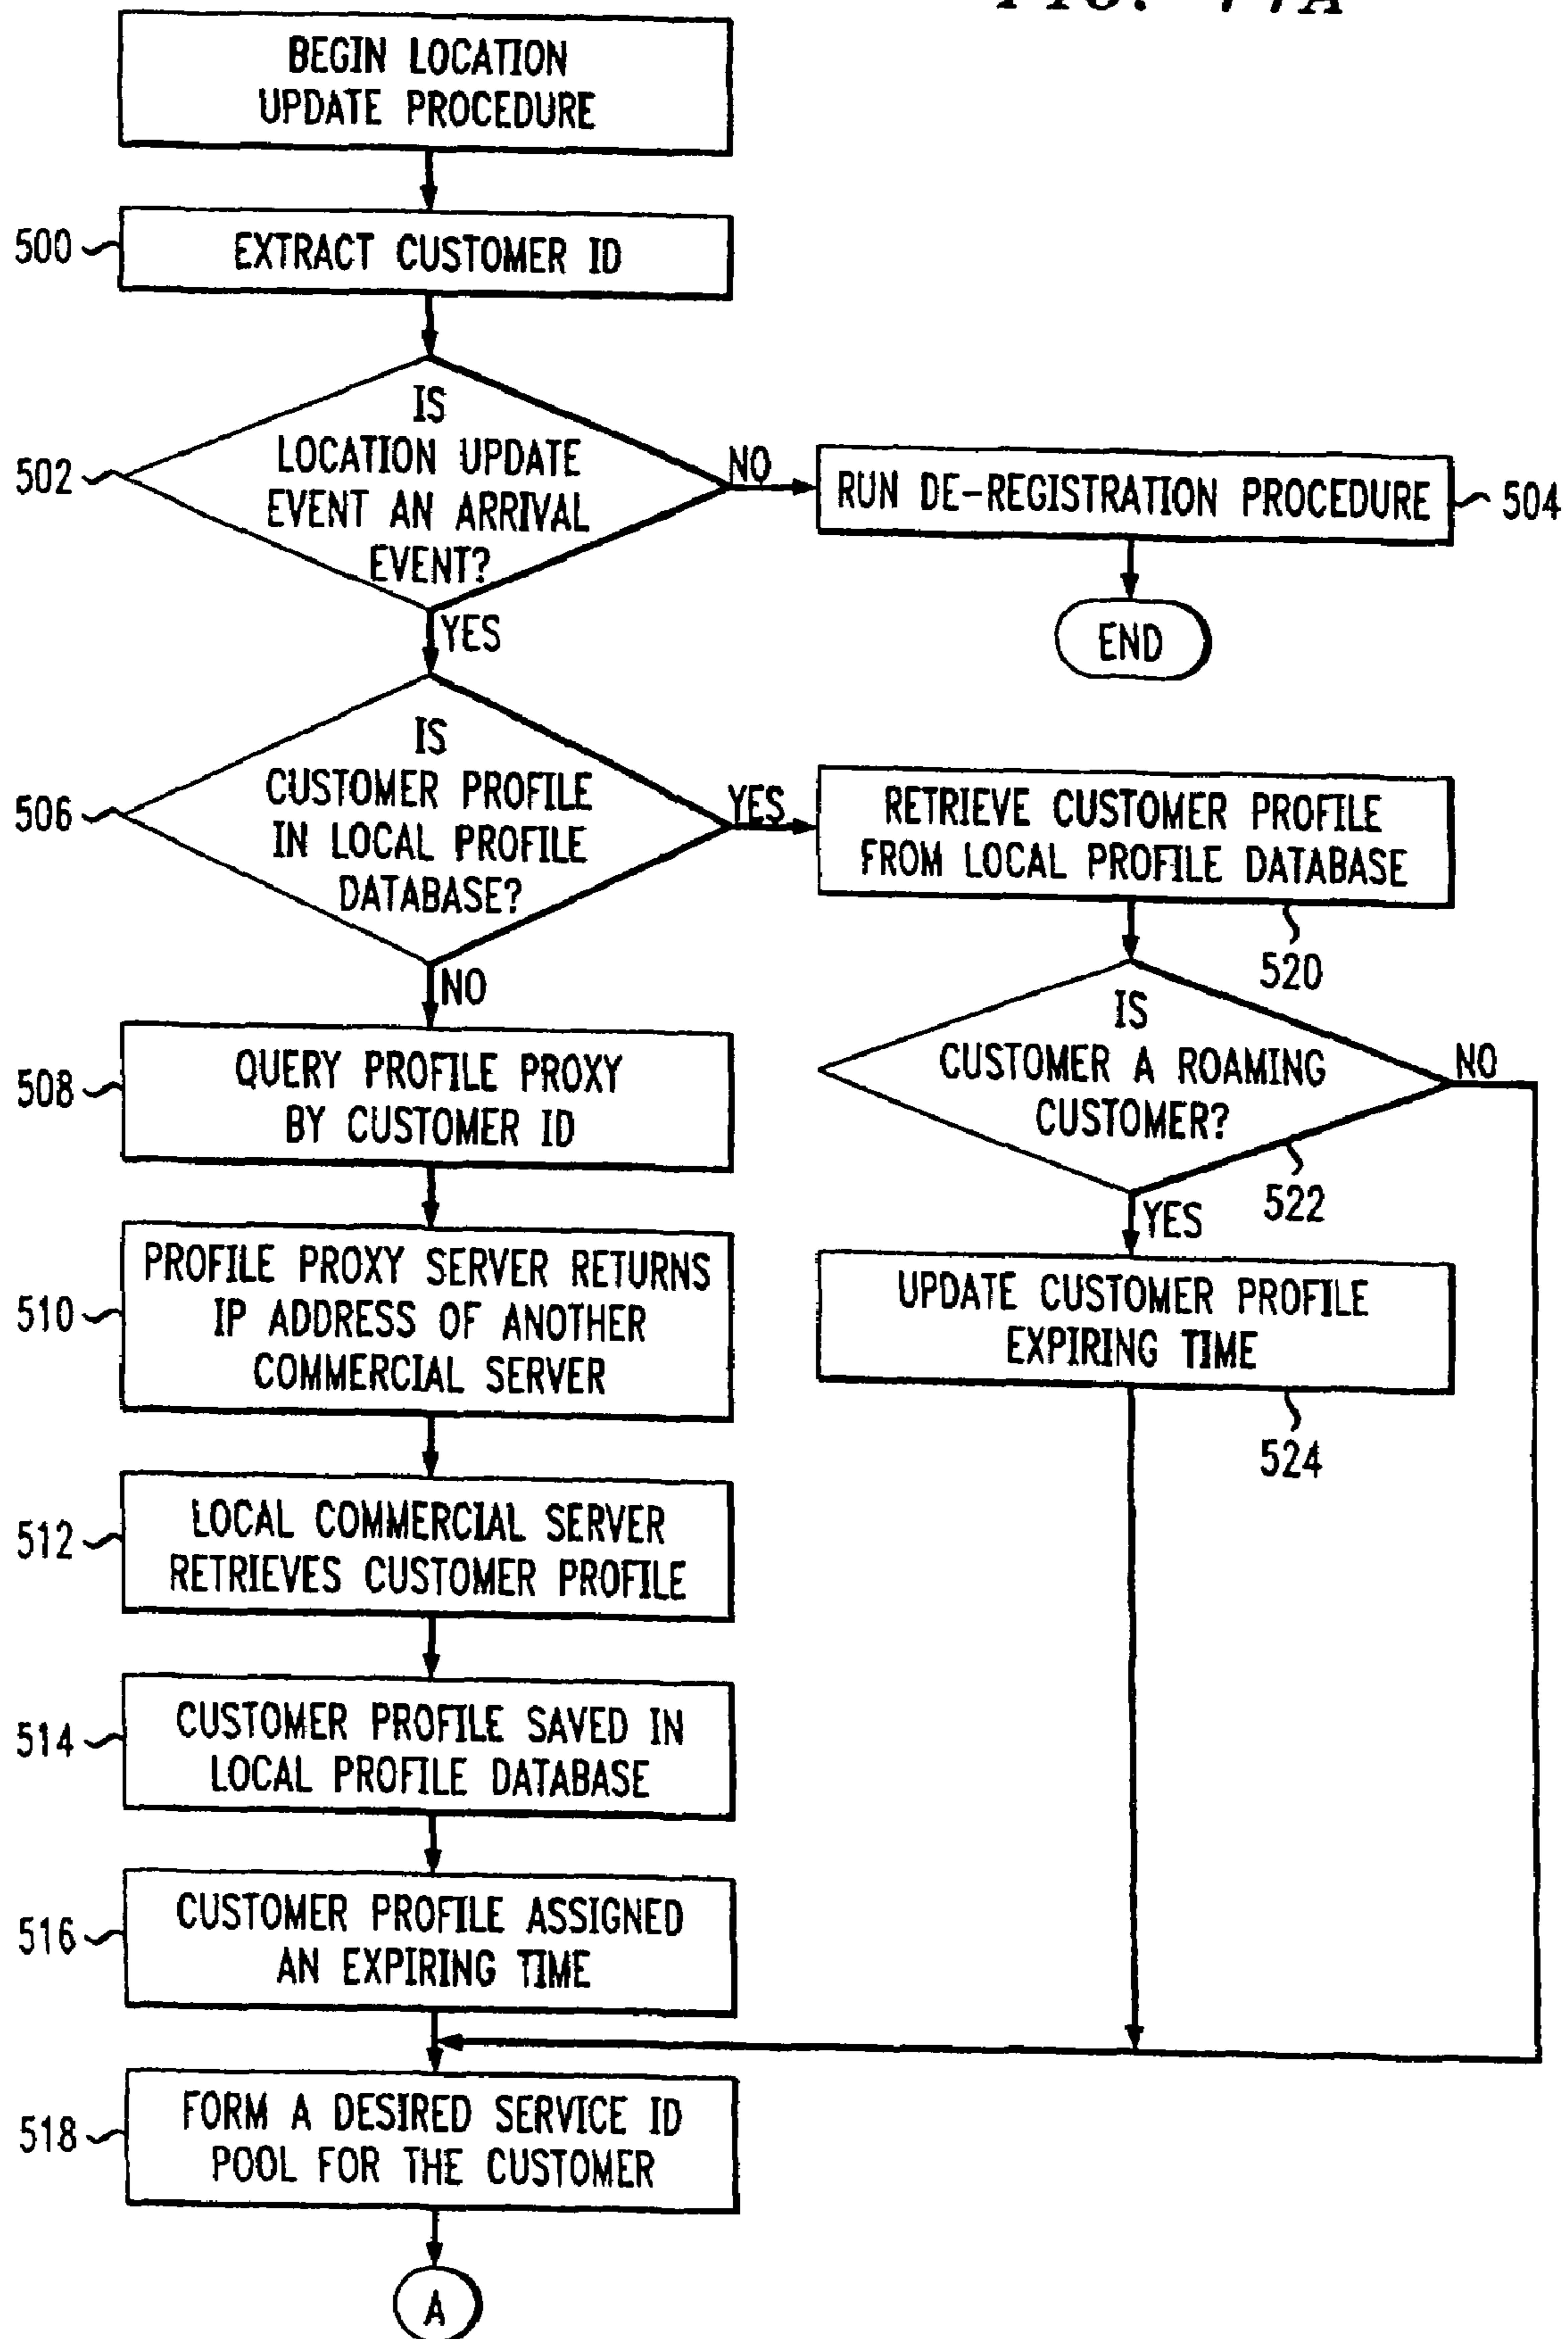 BEGIN LOCATION
UPDATE PROCEDURE
500
EXTRACT CUSTOMER ID
502
IS
LOCATION UPDATE
EVENT AN ARRIVAL
EVENT?
NO
RUN DE-REGISTRATION PROCEDURE
504
END
YES
506
IS
CUSTOMER PROFILE
IN LOCAL PROFILE
DATABASE?
YES
RETRIEVE CUSTOMER PROFILE
FROM LOCAL PROFILE DATABASE
520
NO
IS
CUSTOMER A ROAMING
CUSTOMER?
NO
522
YES
508
QUERY PROFILE PROXY
BY CUSTOMER ID
UPDATE CUSTOMER PROFILE
EXPIRING TIME
524
510
PROFILE PROXY SERVER RETURNS
IP ADDRESS OF ANOTHER
COMMERCIAL SERVER
512
LOCAL COMMERCIAL SERVER
RETRIEVES CUSTOMER PROFILE
514
CUSTOMER PROFILE SAVED IN
LOCAL PROFILE DATABASE
516
CUSTOMER PROFILE ASSIGNED
AN EXPIRING TIME
518
FORM A DESIRED SERVICE ID
POOL FOR THE CUSTOMER
A